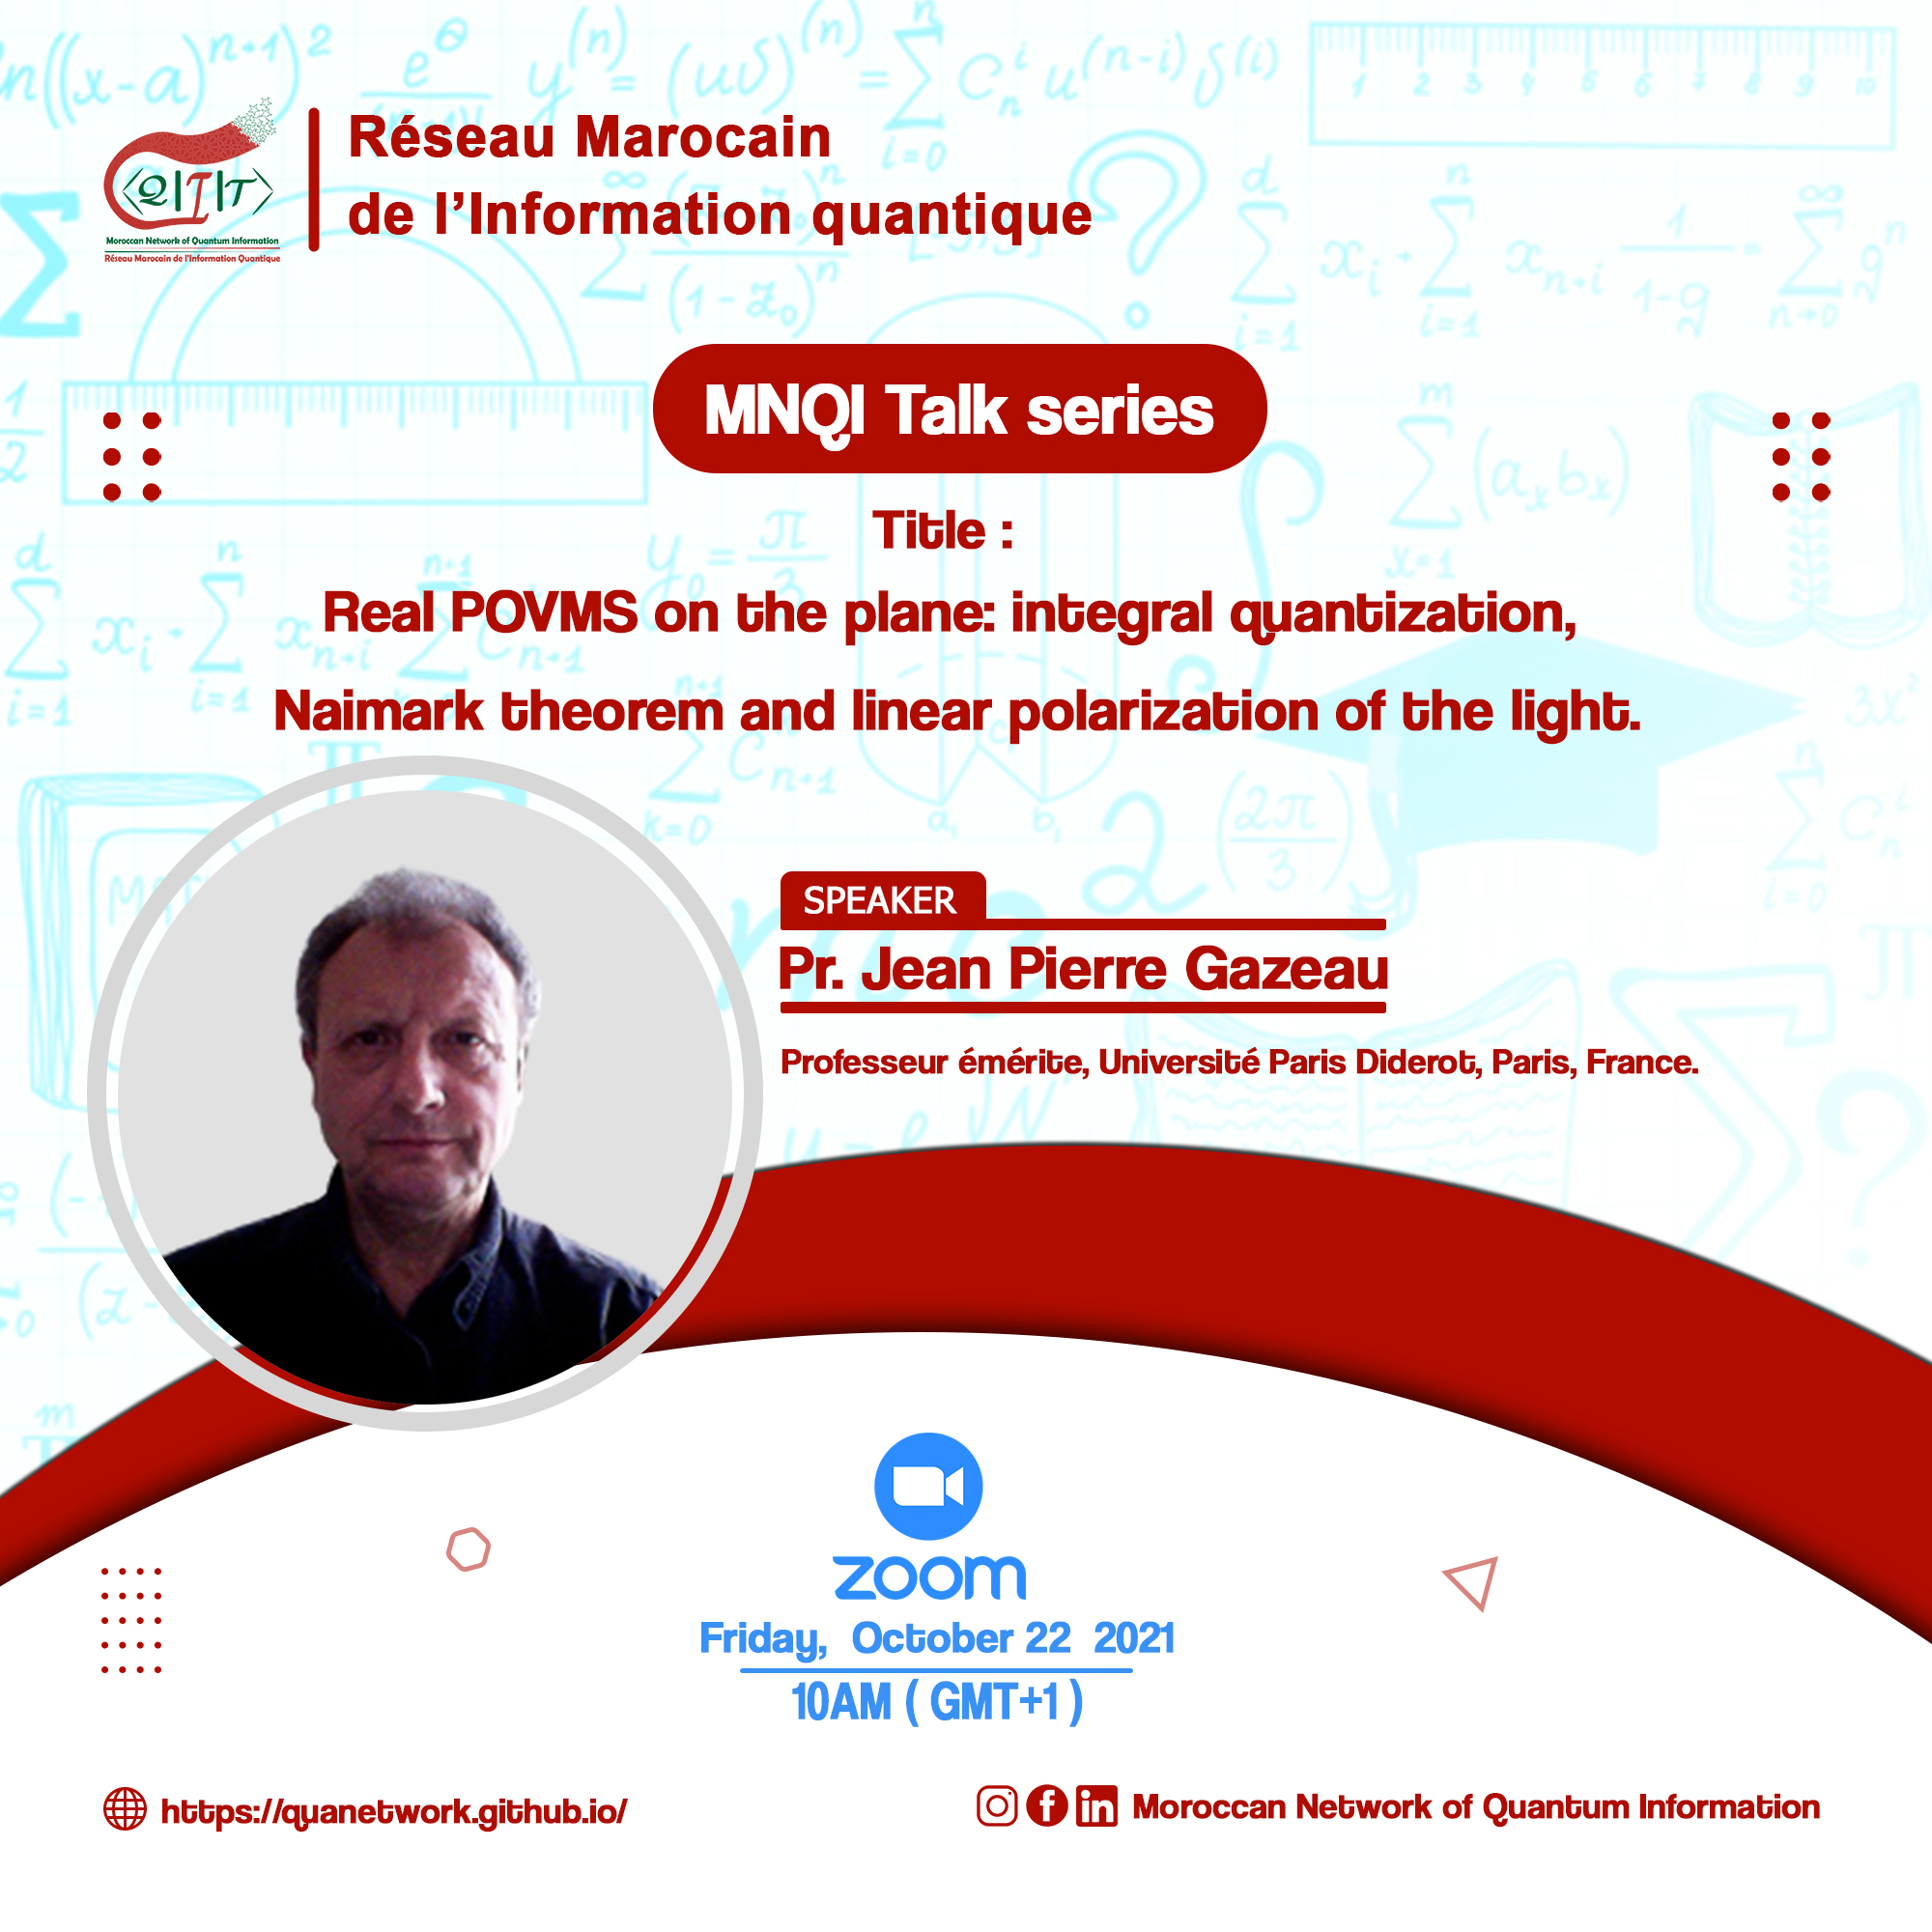 Réseau Marocain
de l'Information quantique
⟨Q|I|T⟩
Moroccan Network of Quantum Information
Réseau Marocain de l'Information Quantique
MNQI Talk series
Title :
Real POVMS on the plane: integral quantization,
Naimark theorem and linear polarization of the light.
SPEAKER
Pr. Jean Pierre Gazeau
Professeur émérite, Université Paris Diderot, Paris, France.
zoom
Friday, October 22 2021
10AM ( GMT+1 )
https://quanetwork.github.io/
Moroccan Network of Quantum Information